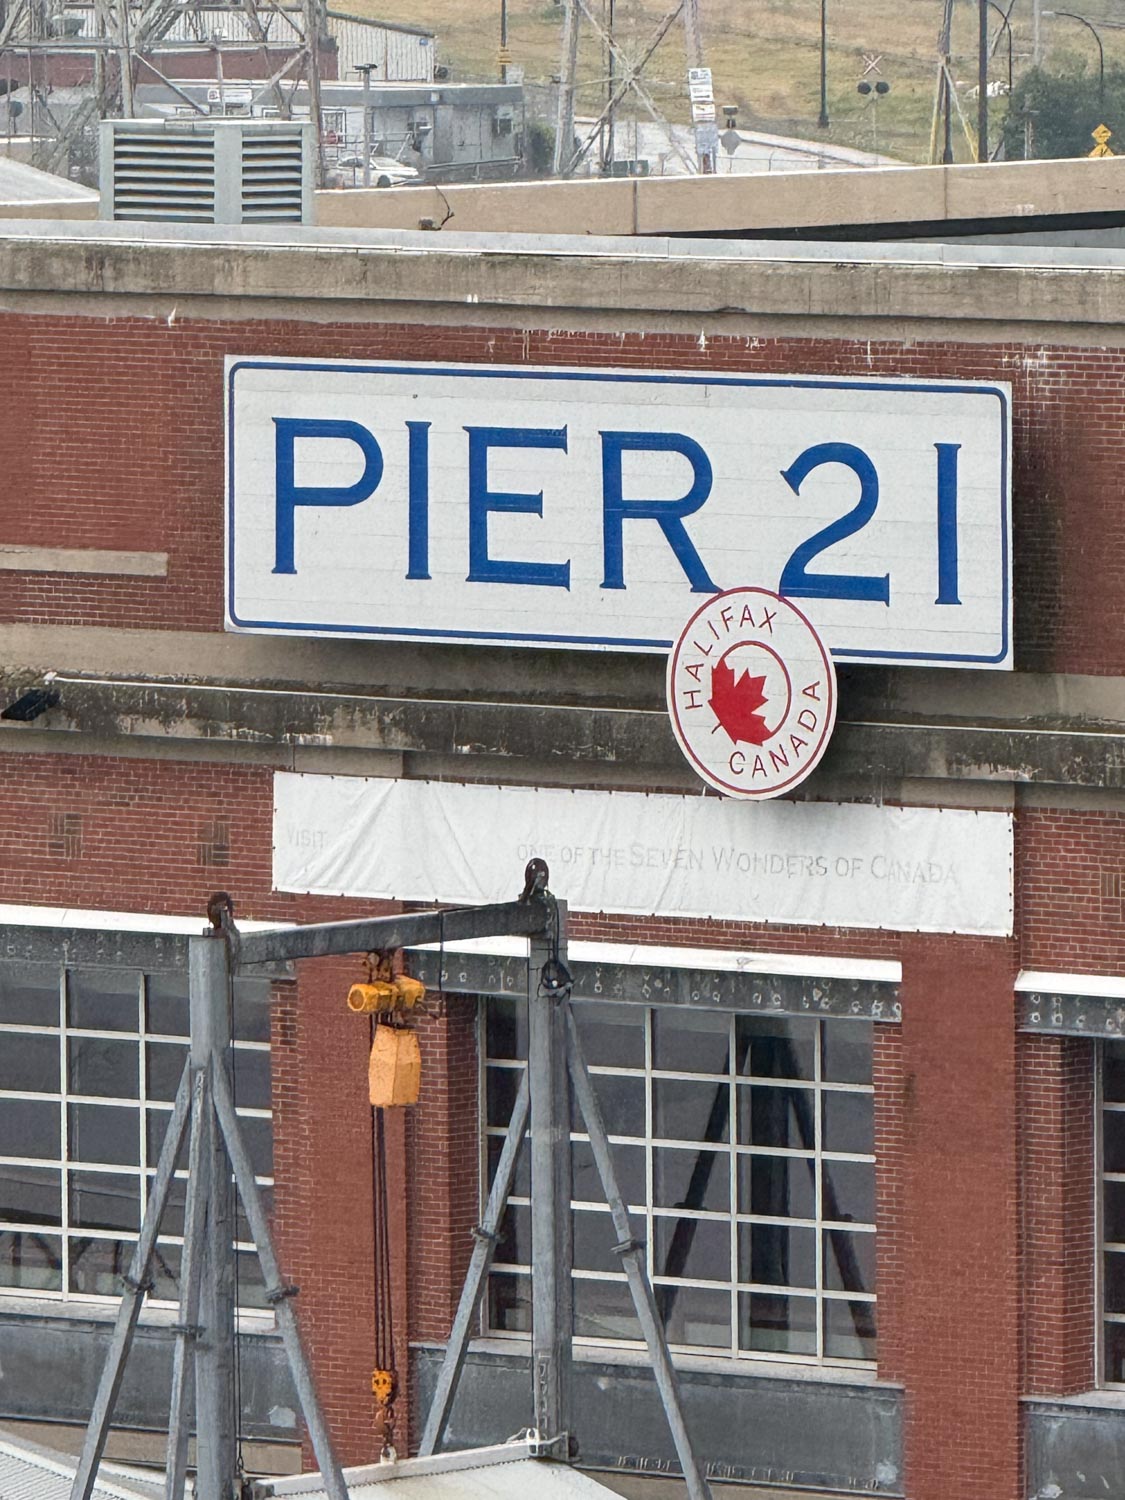 PIER 21
HALIFAX
CANADA
VISIT
ONE OF THE SEVEN WONDERS OF CANADA